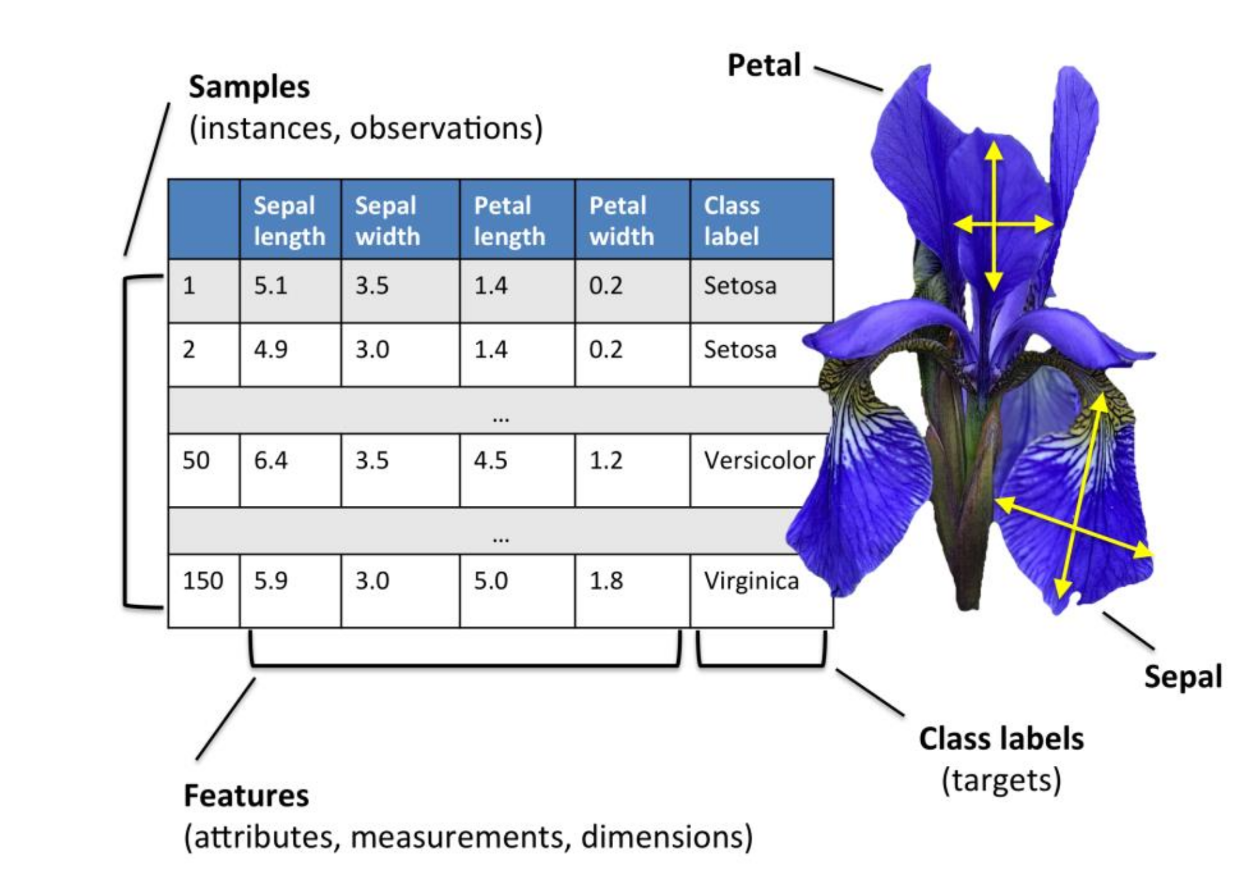 Petal
Samples
(instances, observations)
Sepal length Sepal width Petal length Petal width Class label
1 5.1 3.5 1.4 0.2 Setosa
2 4.9 3.0 1.4 0.2 Setosa
...
50 6.4 3.5 4.5 1.2 Versicolor
...
150 5.9 3.0 5.0 1.8 Virginica
Sepal
Class labels
(targets)
Features
(attributes, measurements, dimensions)